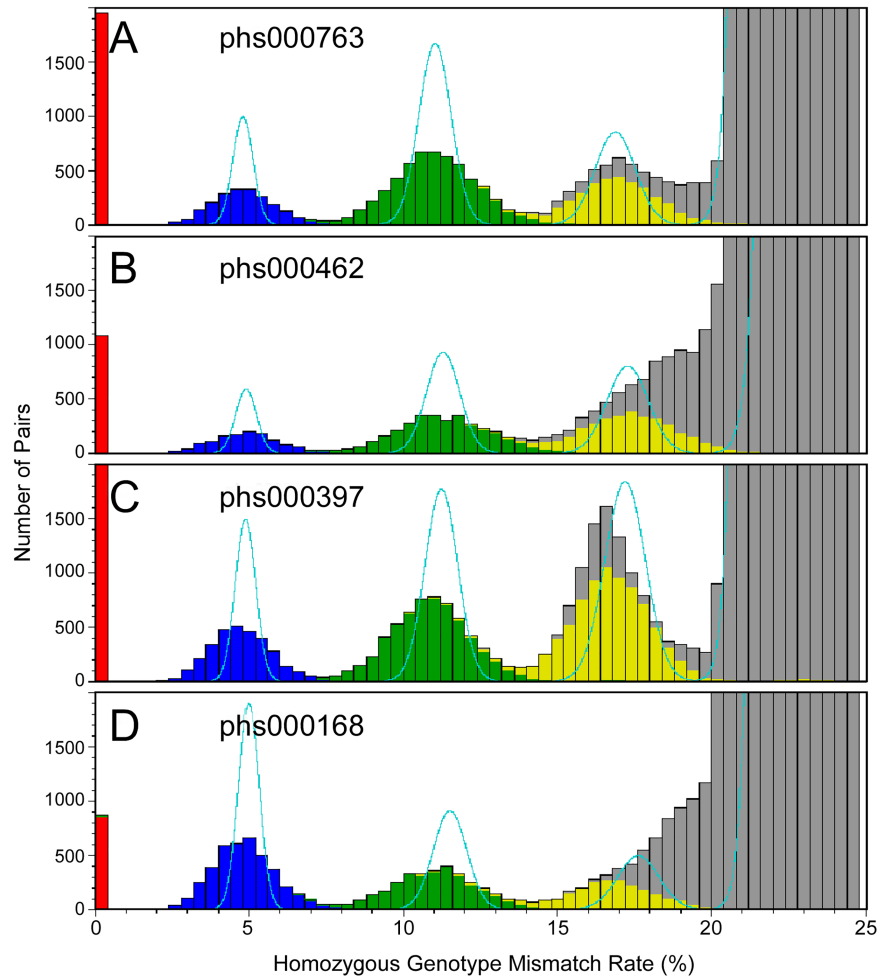 A
phs000763
1500
1000
500
0
B
phs000462
1500
1000
500
0
C
phs000397
1500
1000
500
0
D
phs000168
1500
1000
500
0
Number of Pairs
0 5 10 15 20 25
Homozygous Genotype Mismatch Rate (%)